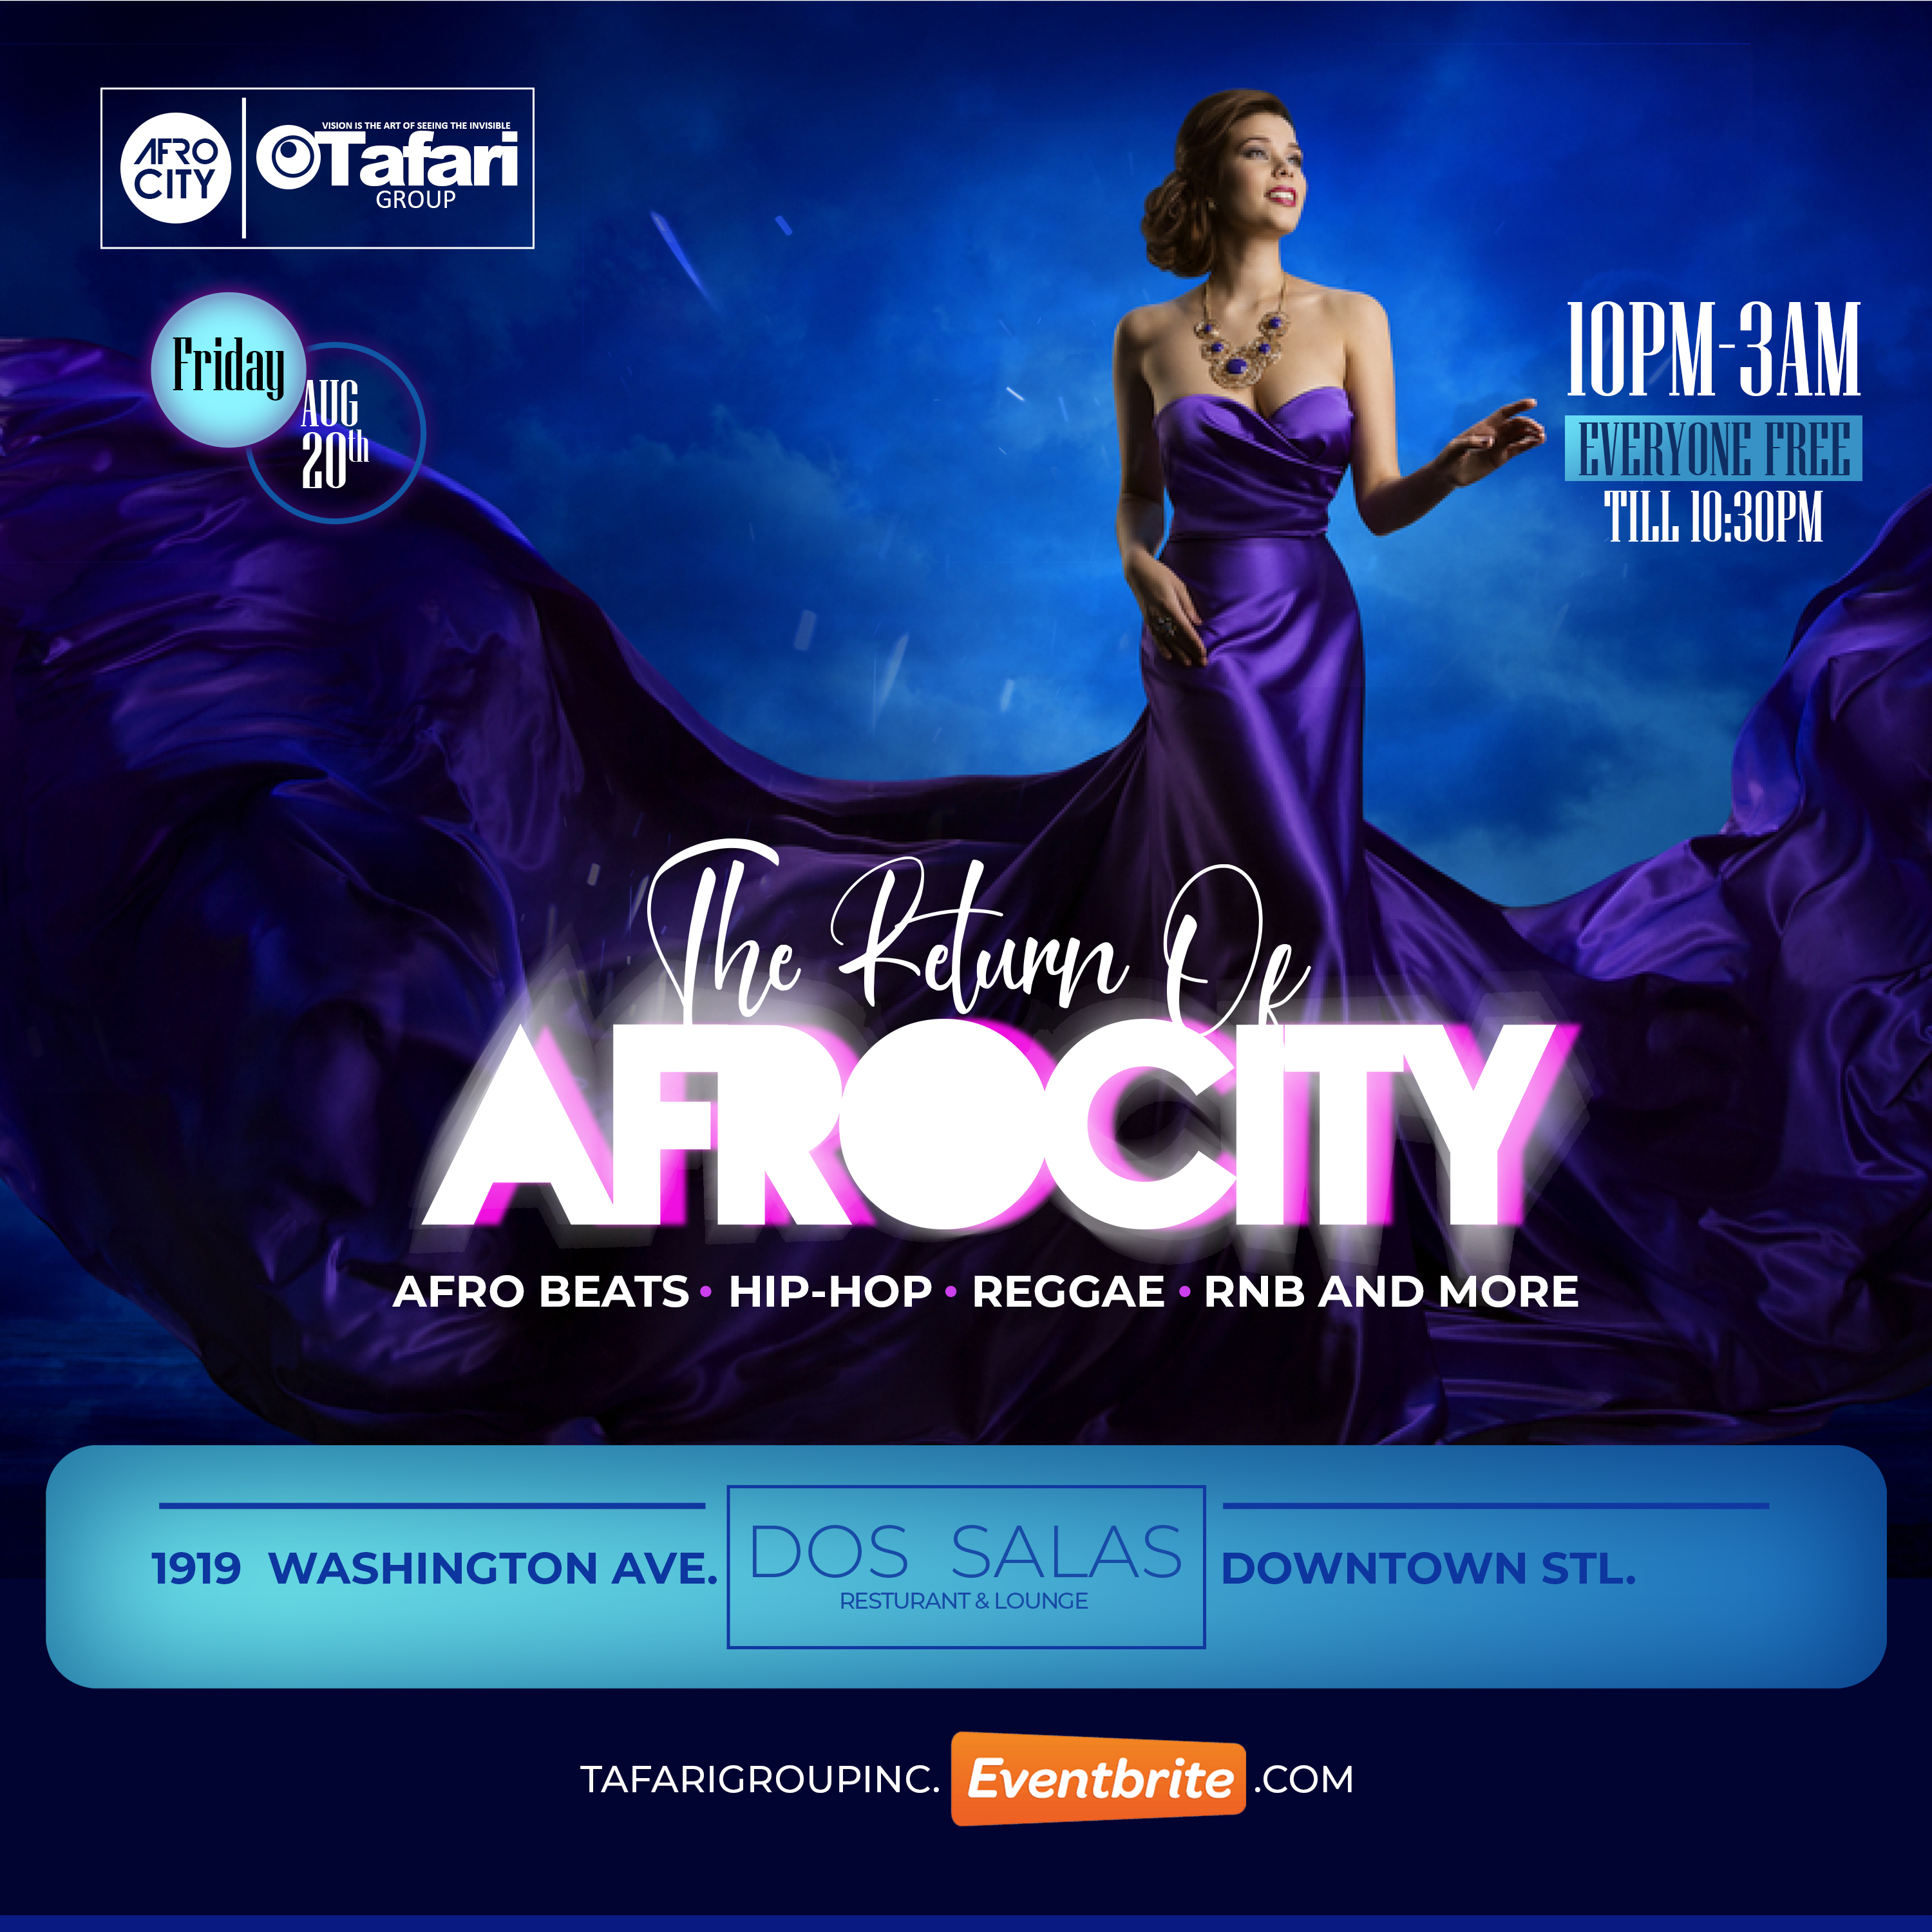 AFRO
CITY
VISION IS THE ART OF SEEING THE INVISIBLE
Tafari
GROUP
Friday
AUG
20th
10PM-3AM
EVERYONE FREE
TILL 10:30PM
The Return Of
AFROCITY
AFRO BEATS • HIP-HOP • REGGAE • RNB AND MORE
1919 WASHINGTON AVE.
DOS SALAS
RESTURANT & LOUNGE
DOWNTOWN STL.
TAFARIGROUPINC. Eventbrite .COM